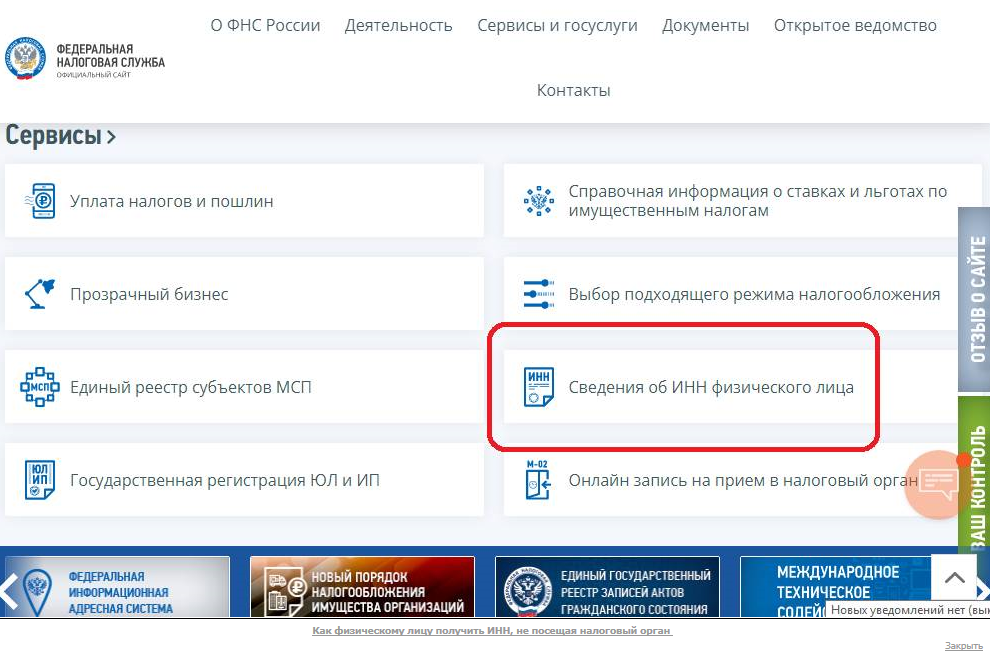 О ФНС России Деятельность Сервисы и госуслуги Документы Открытое ведомство
ФЕДЕРАЛЬНАЯ
НАЛОГОВАЯ СЛУЖБА
ОФИЦИАЛЬНЫЙ САЙТ
Контакты
Сервисы
Уплата налогов и пошлин
Справочная информация о ставках и льготах по
имущественным налогам
Прозрачный бизнес
Выбор подходящего режима налогообложения
МСП
Единый реестр субъектов МСП
ИНН
Сведения об ИНН физического лица
ЮЛ
ИП
Государственная регистрация ЮЛ и ИП
М-02
Онлайн запись на прием в налоговый орган
ОТЗЫВ О САЙТЕ
ВАШ КОНТРОЛЬ
ФЕДЕРАЛЬНАЯ
ИНФОРМАЦИОННАЯ
АДРЕСНАЯ СИСТЕМА
НОВЫЙ ПОРЯДОК
НАЛОГООБЛОЖЕНИЯ
ИМУЩЕСТВА ОРГАНИЗАЦИЙ
ЕДИНЫЙ ГОСУДАРСТВЕННЫЙ
РЕЕСТР ЗАПИСЕЙ АКТОВ
ГРАЖДАНСКОГО СОСТОЯНИЯ
МЕЖДУНАРОДНОЕ
ТЕХНИЧЕСКОЕ
Новых уведомлений нет (вык
Как физическому лицу получить ИНН, не посещая налоговый орган
Закрыть